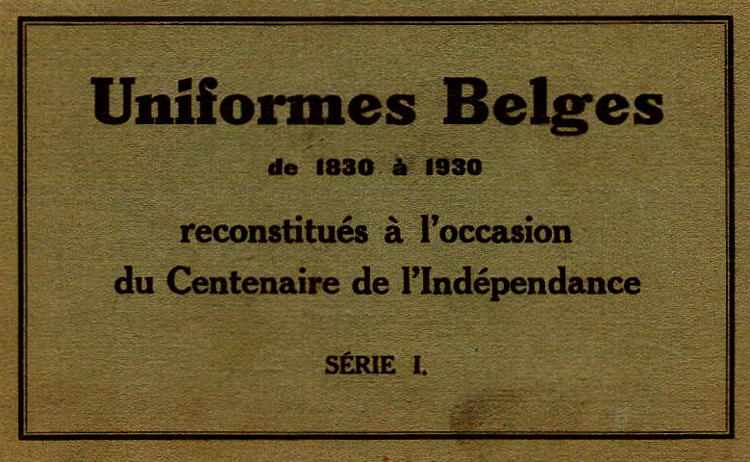 Uniformes Belges
de 1830 à 1930
reconstitués à l'occasion
du Centenaire de l'Indépendance
SÉRIE I.